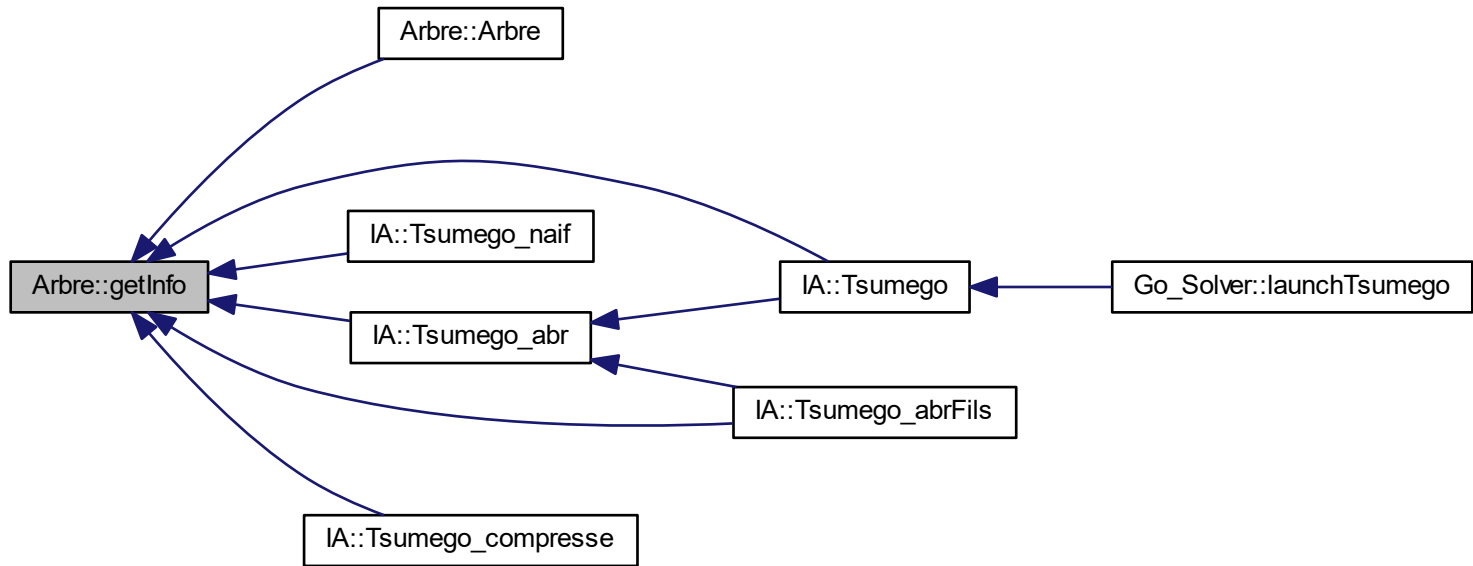 Arbre::Arbre
IA::Tsumego_naif
Arbre::getInfo
IA::Tsumego
Go_Solver::launchTsumego
IA::Tsumego_abr
IA::Tsumego_abrFils
IA::Tsumego_compresse